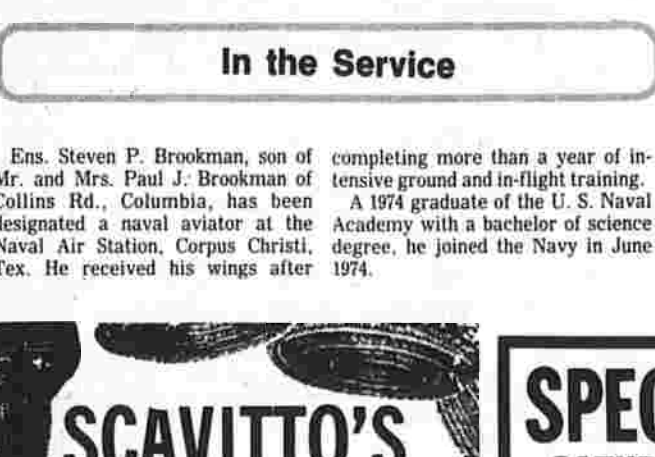 In the Service
Ens. Steven P. Brookman, son of
Mr. and Mrs. Paul J. Brookman of
Collins Rd., Columbia, has been
designated a naval aviator at the
Naval Air Station, Corpus Christi,
Tex. He received his wings after
completing more than a year of in-
tensive ground and in-flight training.
A 1974 graduate of the U. S. Naval
Academy with a bachelor of science
degree, he joined the Navy in June
1974.
SCAVITTO'S
SPEC